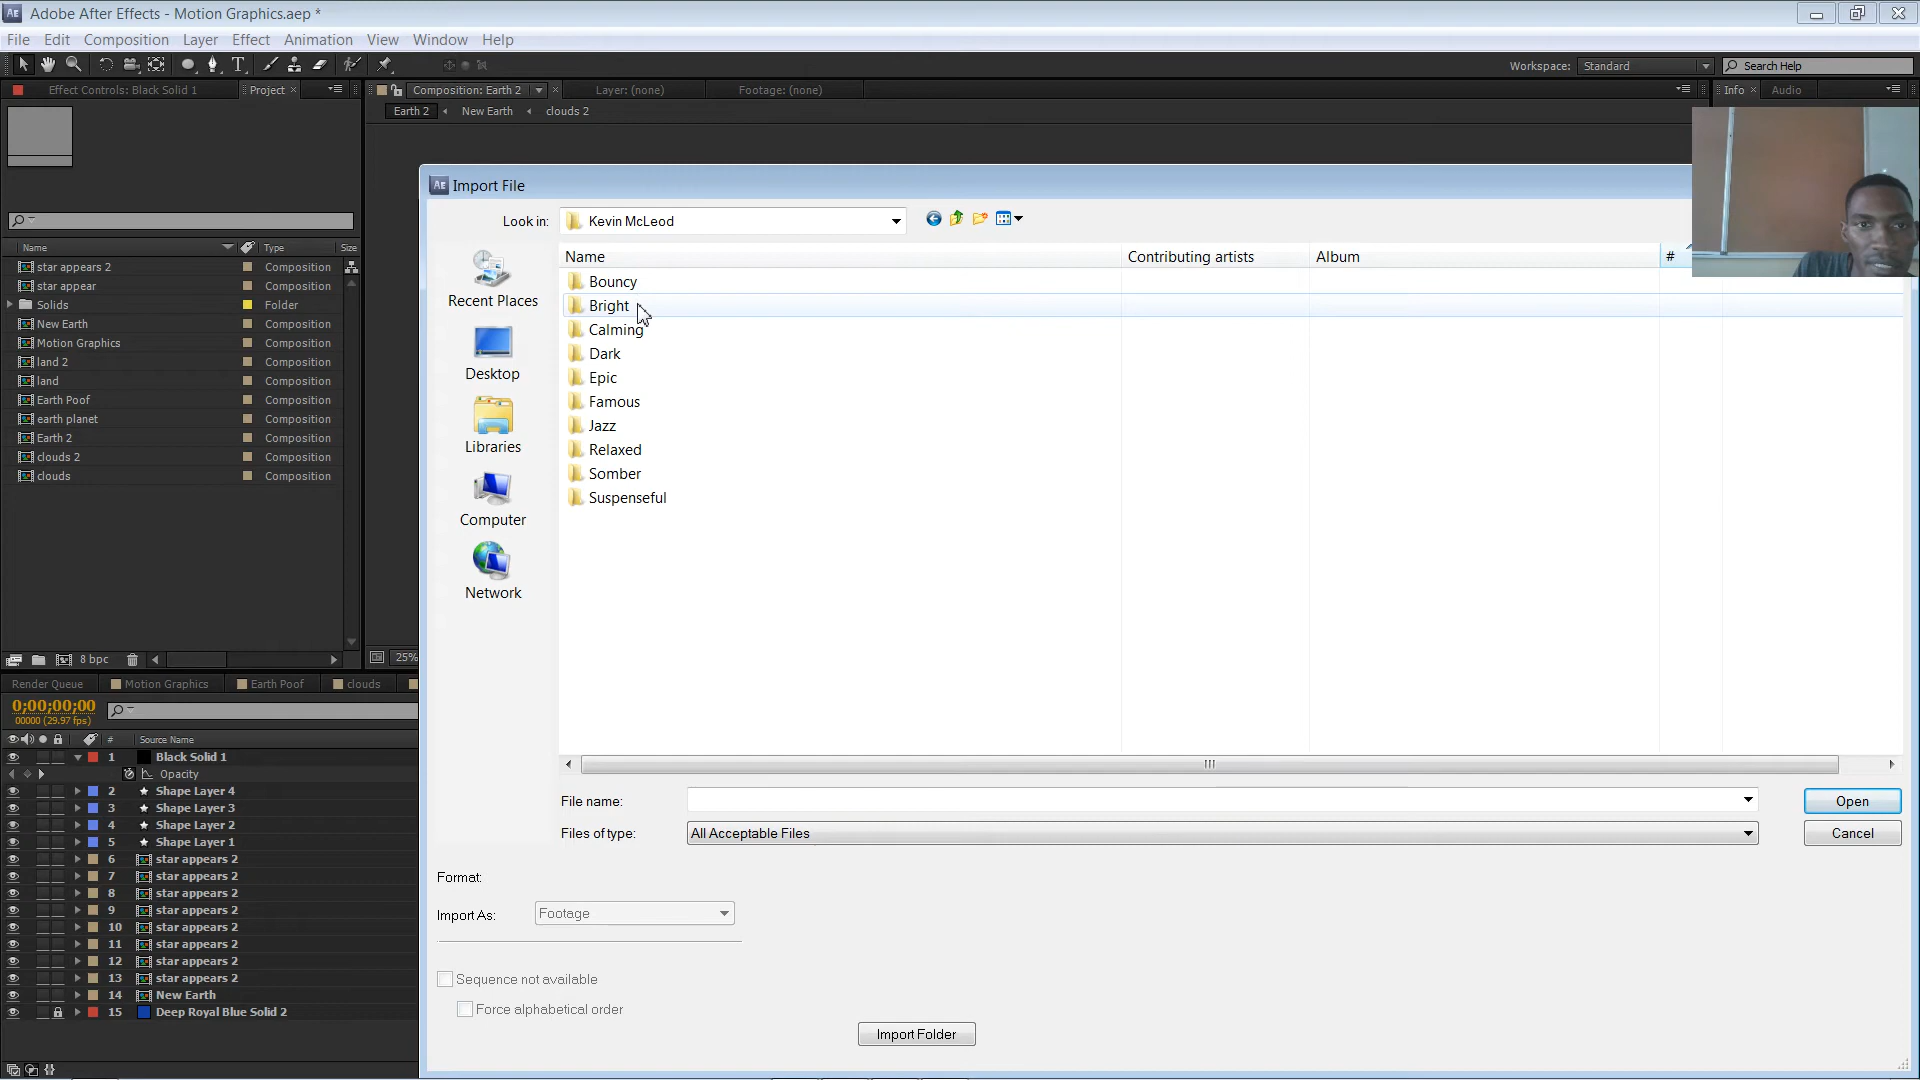 Adobe After Effects - Motion Graphics.aep *
File Edit Composition Layer Effect Animation View Window Help
Workspace: Standard Search Help
Effect Controls: Black Solid 1 Project Composition: Earth 2 Layer: (none) Footage: (none) Info Audio
Earth 2 New Earth clouds 2
Import File
Look in: Kevin McLeod
Name Type Size
star appears 2 Composition
star appear Composition
Solids Folder
New Earth Composition
Motion Graphics Composition
land 2 Composition
land Composition
Earth Poof Composition
earth planet Composition
Earth 2 Composition
clouds 2 Composition
clouds Composition
Recent Places
Desktop
Libraries
Computer
Network
Name Contributing artists Album #
Bouncy
Bright
Calming
Dark
Epic
Famous
Jazz
Relaxed
Somber
Suspenseful
8 bpc 25%
Render Queue Motion Graphics Earth Poof clouds
0;00;00;00
00000 (29.97 fps)
# Source Name
1 Black Solid 1
Opacity
2 Shape Layer 4
3 Shape Layer 3
4 Shape Layer 2
5 Shape Layer 1
6 star appears 2
7 star appears 2
8 star appears 2
9 star appears 2
10 star appears 2
11 star appears 2
12 star appears 2
13 star appears 2
14 New Earth
15 Deep Royal Blue Solid 2
File name: Open
Files of type: All Acceptable Files Cancel
Format:
Import As: Footage
Sequence not available
Force alphabetical order
Import Folder